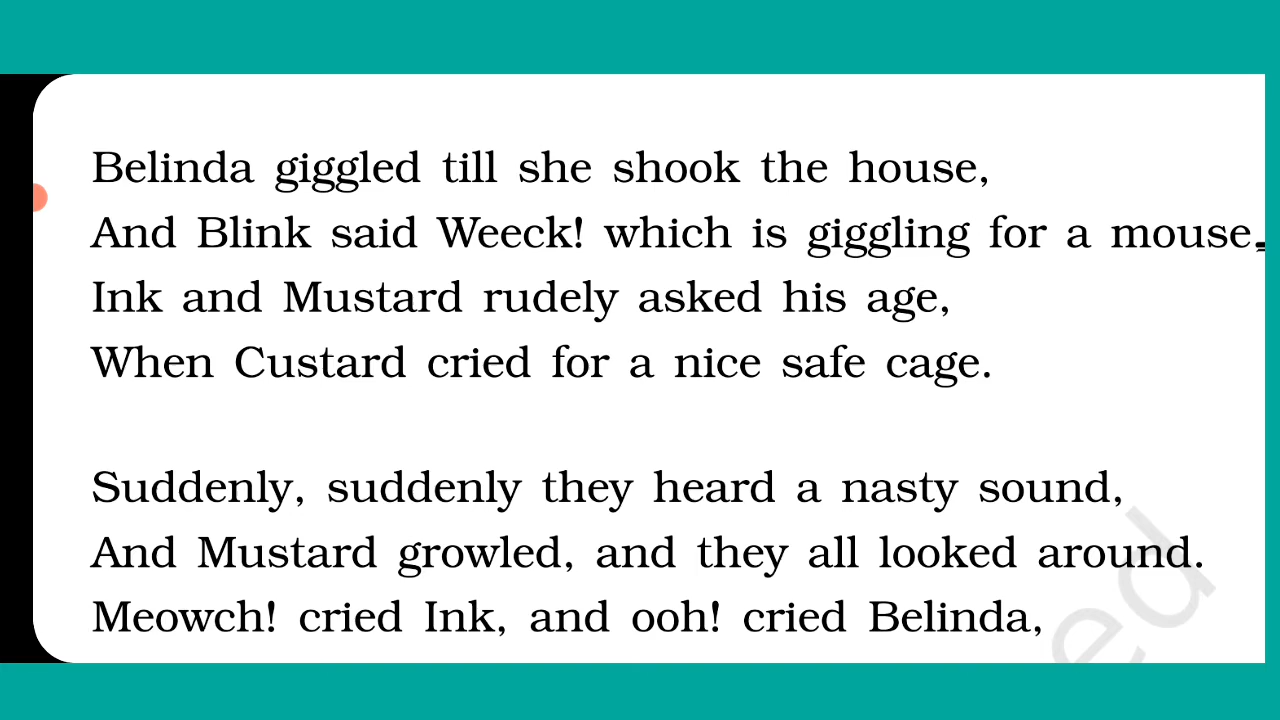 Belinda giggled till she shook the house,
And Blink said Weeck! which is giggling for a mouse,
Ink and Mustard rudely asked his age,
When Custard cried for a nice safe cage.
Suddenly, suddenly they heard a nasty sound,
And Mustard growled, and they all looked around.
Meowch! cried Ink, and ooh! cried Belinda,